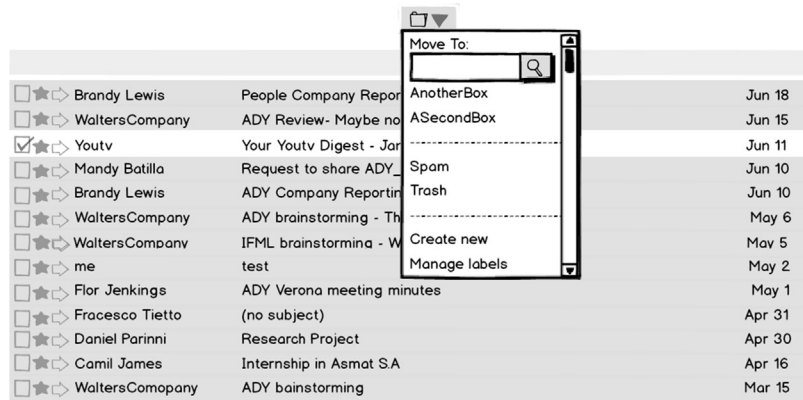 Move To:
AnotherBox
ASecondBox
Spam
Trash
Create new
Manage labels
Brandy Lewis People Company Repor Jun 18
WaltersCompany ADY Review- Maybe no Jun 15
Youtv Your Youtv Digest - Jar Jun 11
Mandy Batilla Request to share ADY_ Jun 10
Brandy Lewis ADY Company Reportin Jun 10
WaltersCompany ADY brainstorming - Th May 6
WaltersCompany IFML brainstorming - W May 5
me test May 2
Flor Jenkings ADY Verona meeting minutes May 1
Fracesco Tietto (no subject) Apr 31
Daniel Parinni Research Project Apr 30
Camil James Internship in Asmat S.A Apr 16
WaltersComopany ADY bainstorming Mar 15